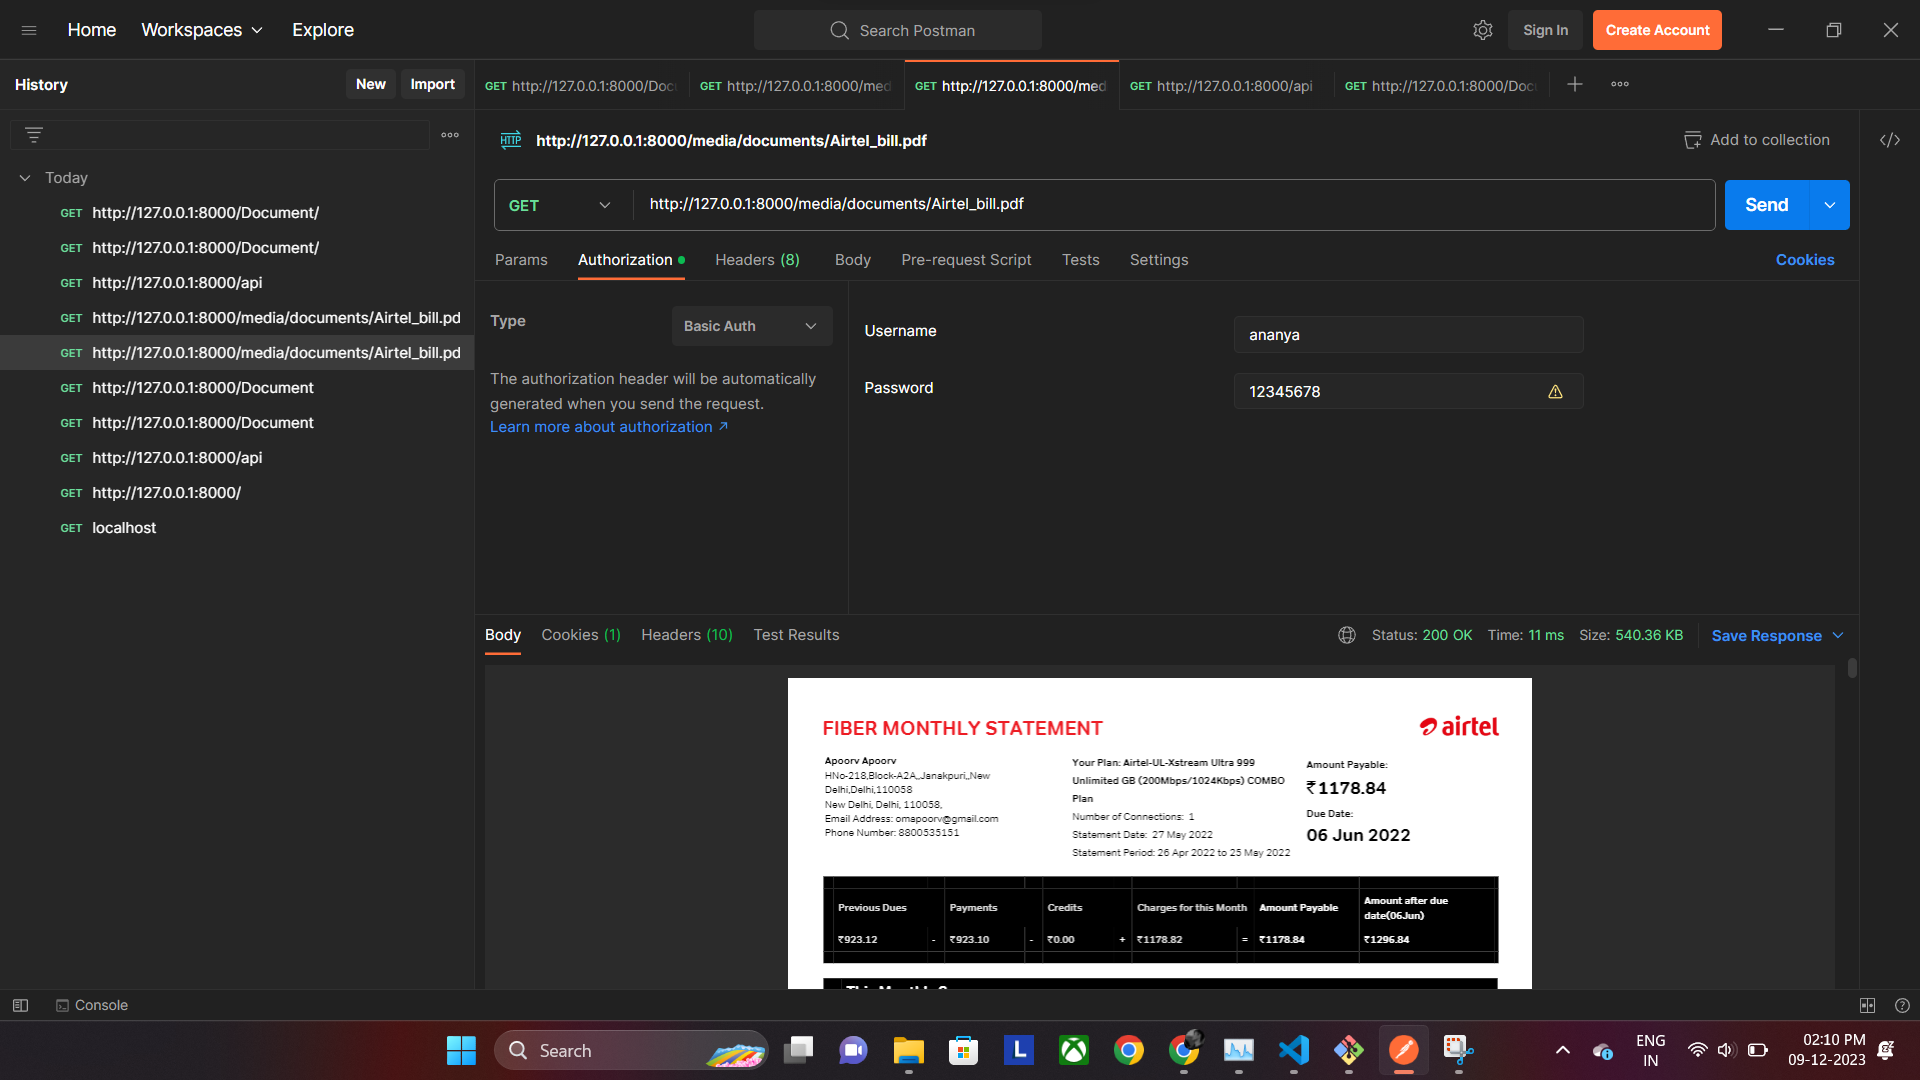 Home
Workspaces
Explore
Search Postman
Sign In
Create Account
History
New
Import
GET http://127.0.0.1:8000/Docu
GET http://127.0.0.1:8000/med
GET http://127.0.0.1:8000/med
GET http://127.0.0.1:8000/api
GET http://127.0.0.1:8000/Docu
HTTP
http://127.0.0.1:8000/media/documents/Airtel_bill.pdf
Add to collection
Today
GET http://127.0.0.1:8000/Document/
GET http://127.0.0.1:8000/Document/
GET http://127.0.0.1:8000/api
GET http://127.0.0.1:8000/media/documents/Airtel_bill.pd
GET http://127.0.0.1:8000/media/documents/Airtel_bill.pd
GET http://127.0.0.1:8000/Document
GET http://127.0.0.1:8000/Document
GET http://127.0.0.1:8000/api
GET http://127.0.0.1:8000/
GET localhost
GET
http://127.0.0.1:8000/media/documents/Airtel_bill.pdf
Send
Params
Authorization
Headers (8)
Body
Pre-request Script
Tests
Settings
Cookies
Type
Basic Auth
The authorization header will be automatically
generated when you send the request.
Learn more about authorization ↗
Username
ananya
Password
12345678
Body
Cookies (1)
Headers (10)
Test Results
Status: 200 OK
Time: 11 ms
Size: 540.36 KB
Save Response
FIBER MONTHLY STATEMENT
airtel
Apoorv Apoorv
HNo-218,Block-A2A,,Janakpuri,,New
Delhi,Delhi,110058
New Delhi, Delhi, 110058,
Email Address: omapoorv@gmail.com
Phone Number: 8800535151
Your Plan: Airtel-UL-Xstream Ultra 999
Unlimited GB (200Mbps/1024Kbps) COMBO
Plan
Number of Connections: 1
Statement Date: 27 May 2022
Statement Period: 26 Apr 2022 to 25 May 2022
Amount Payable:
₹1178.84
Due Date:
06 Jun 2022
Previous Dues
Payments
Credits
Charges for this Month
Amount Payable
Amount after due
date(06Jun)
₹923.12 - ₹923.10 - ₹0.00 + ₹1178.82 = ₹1178.84 ₹1296.84
Console
Search
L
ENG
IN
02:10 PM
09-12-2023